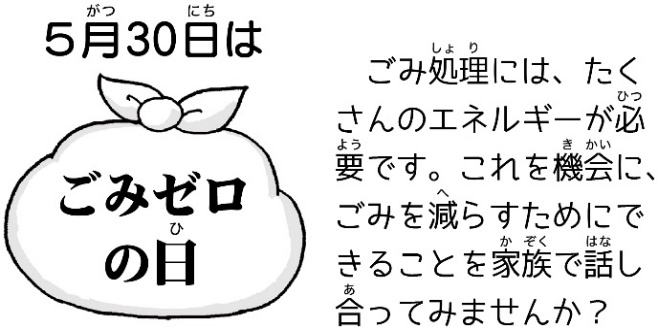 5月30日は
ごみゼロ
の日
ごみ処理には、たく
さんのエネルギーが必
要です。これを機会に、
ごみを減らすためにで
きることを家族で話し
合ってみませんか？